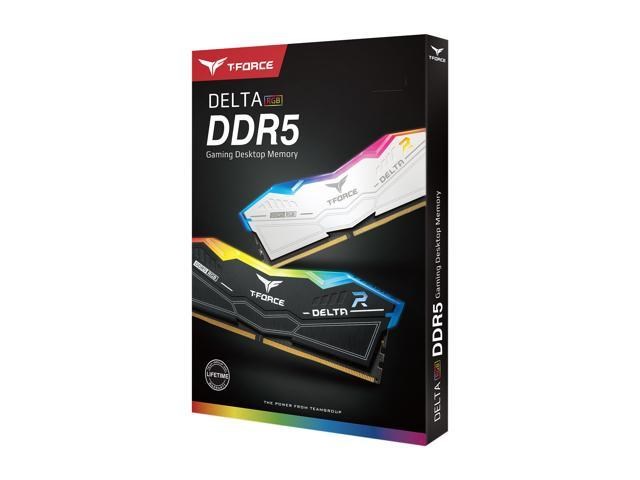 T-FORCE
DELTA RGB
DDR5
Gaming Desktop Memory
T-FORCE
DELTA R
T-FORCE
DELTA R
LIFETIME
THE POWER FROM TEAMGROUP
T-FORCE
DELTA RGB DDR5 Gaming Desktop Memory